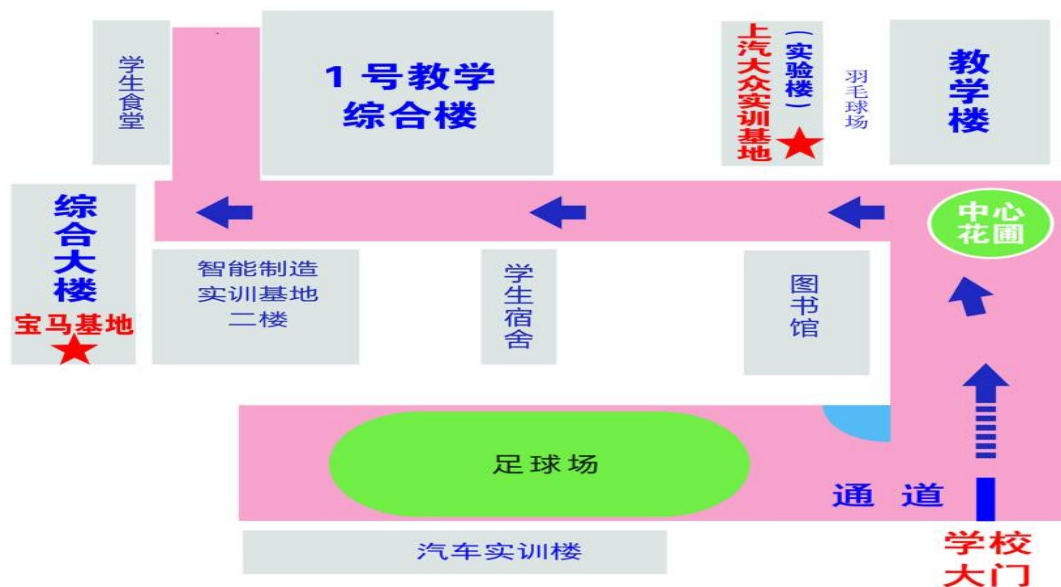 学生食堂
1号教学
综合楼
上汽大众实训基地
（实验楼）
羽毛球场
教学楼
综合大楼
宝马基地
智能制造
实训基地
二楼
学生宿舍
图书馆
中心
花圃
足球场
通道
汽车实训楼
学校
大门